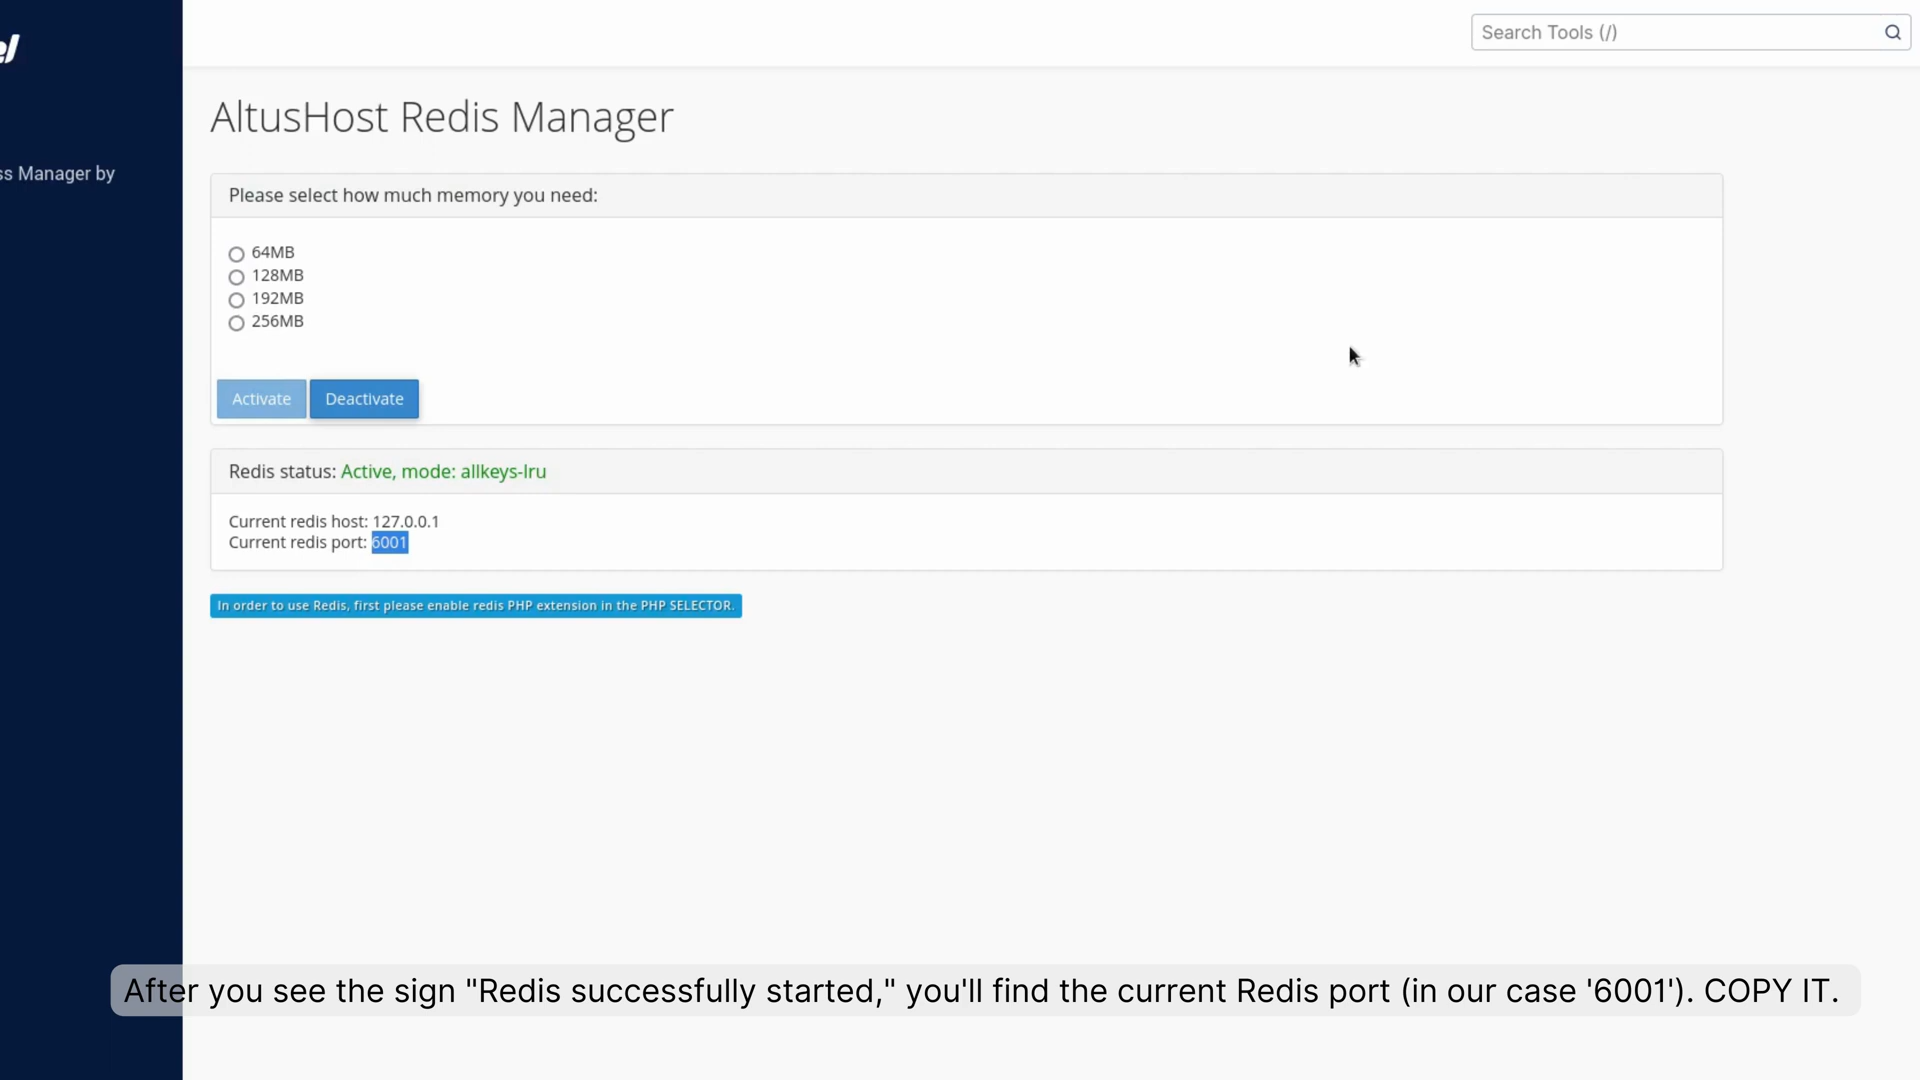 Search Tools (/)
AltusHost Redis Manager
ss Manager by
Please select how much memory you need:
64MB
128MB
192MB
256MB
Activate Deactivate
Redis status: Active, mode: allkeys-lru
Current redis host: 127.0.0.1
Current redis port: 6001
In order to use Redis, first please enable redis PHP extension in the PHP SELECTOR.
After you see the sign "Redis successfully started," you'll find the current Redis port (in our case '6001'). COPY IT.